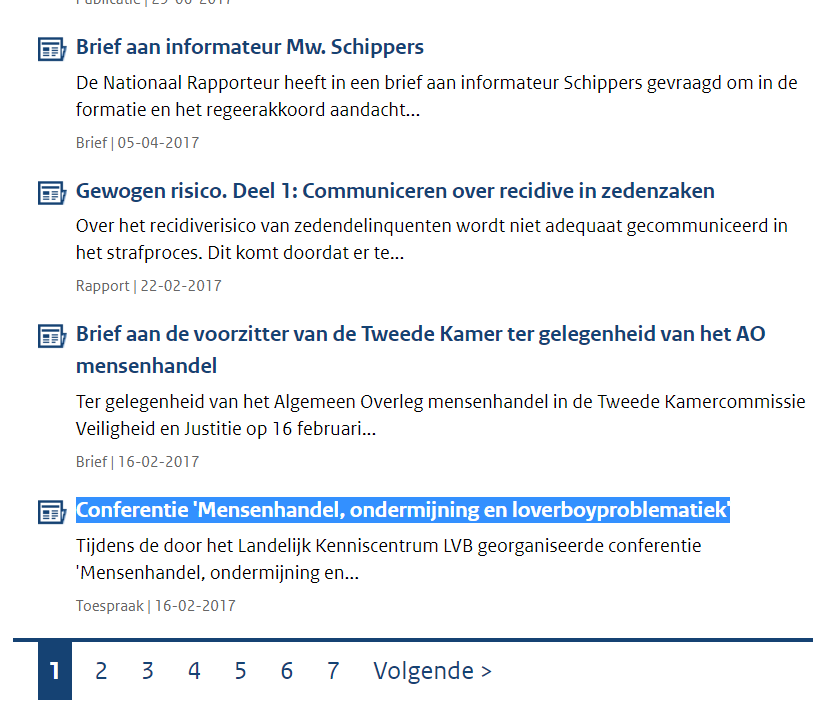 Brief aan informateur Mw. Schippers
De Nationaal Rapporteur heeft in een brief aan informateur Schippers gevraagd om in de
formatie en het regeerakkoord aandacht...
Brief | 05-04-2017
Gewogen risico. Deel 1: Communiceren over recidive in zedenzaken
Over het recidiverisico van zedendelinquenten wordt niet adequaat gecommuniceerd in
het strafproces. Dit komt doordat er te...
Rapport | 22-02-2017
Brief aan de voorzitter van de Tweede Kamer ter gelegenheid van het AO
mensenhandel
Ter gelegenheid van het Algemeen Overleg mensenhandel in de Tweede Kamercommissie
Veiligheid en Justitie op 16 februari...
Brief | 16-02-2017
Conferentie 'Mensenhandel, ondermijning en loverboyproblematiek'
Tijdens de door het Landelijk Kenniscentrum LVB georganiseerde conferentie
'Mensenhandel, ondermijning en...
Toespraak | 16-02-2017
1 2 3 4 5 6 7 Volgende >